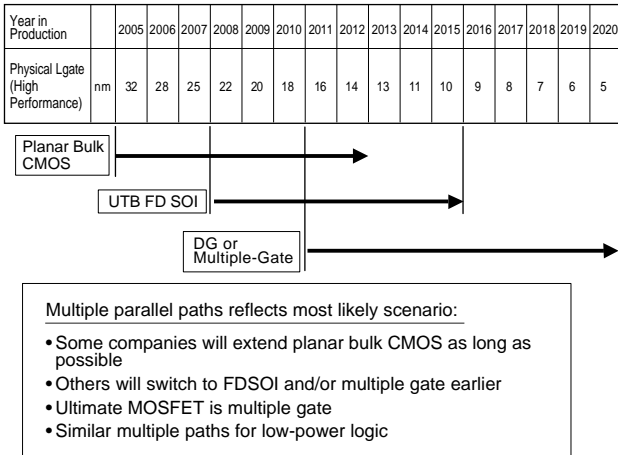 Year in
Production
2005 2006 2007 2008 2009 2010 2011 2012 2013 2014 2015 2016 2017 2018 2019 2020
Physical Lgate
(High
Performance)
nm 32 28 25 22 20 18 16 14 13 11 10 9 8 7 6 5
Planar Bulk
CMOS
UTB FD SOI
DG or
Multiple-Gate
Multiple parallel paths reflects most likely scenario:
• Some companies will extend planar bulk CMOS as long as
possible
• Others will switch to FDSOI and/or multiple gate earlier
• Ultimate MOSFET is multiple gate
• Similar multiple paths for low-power logic